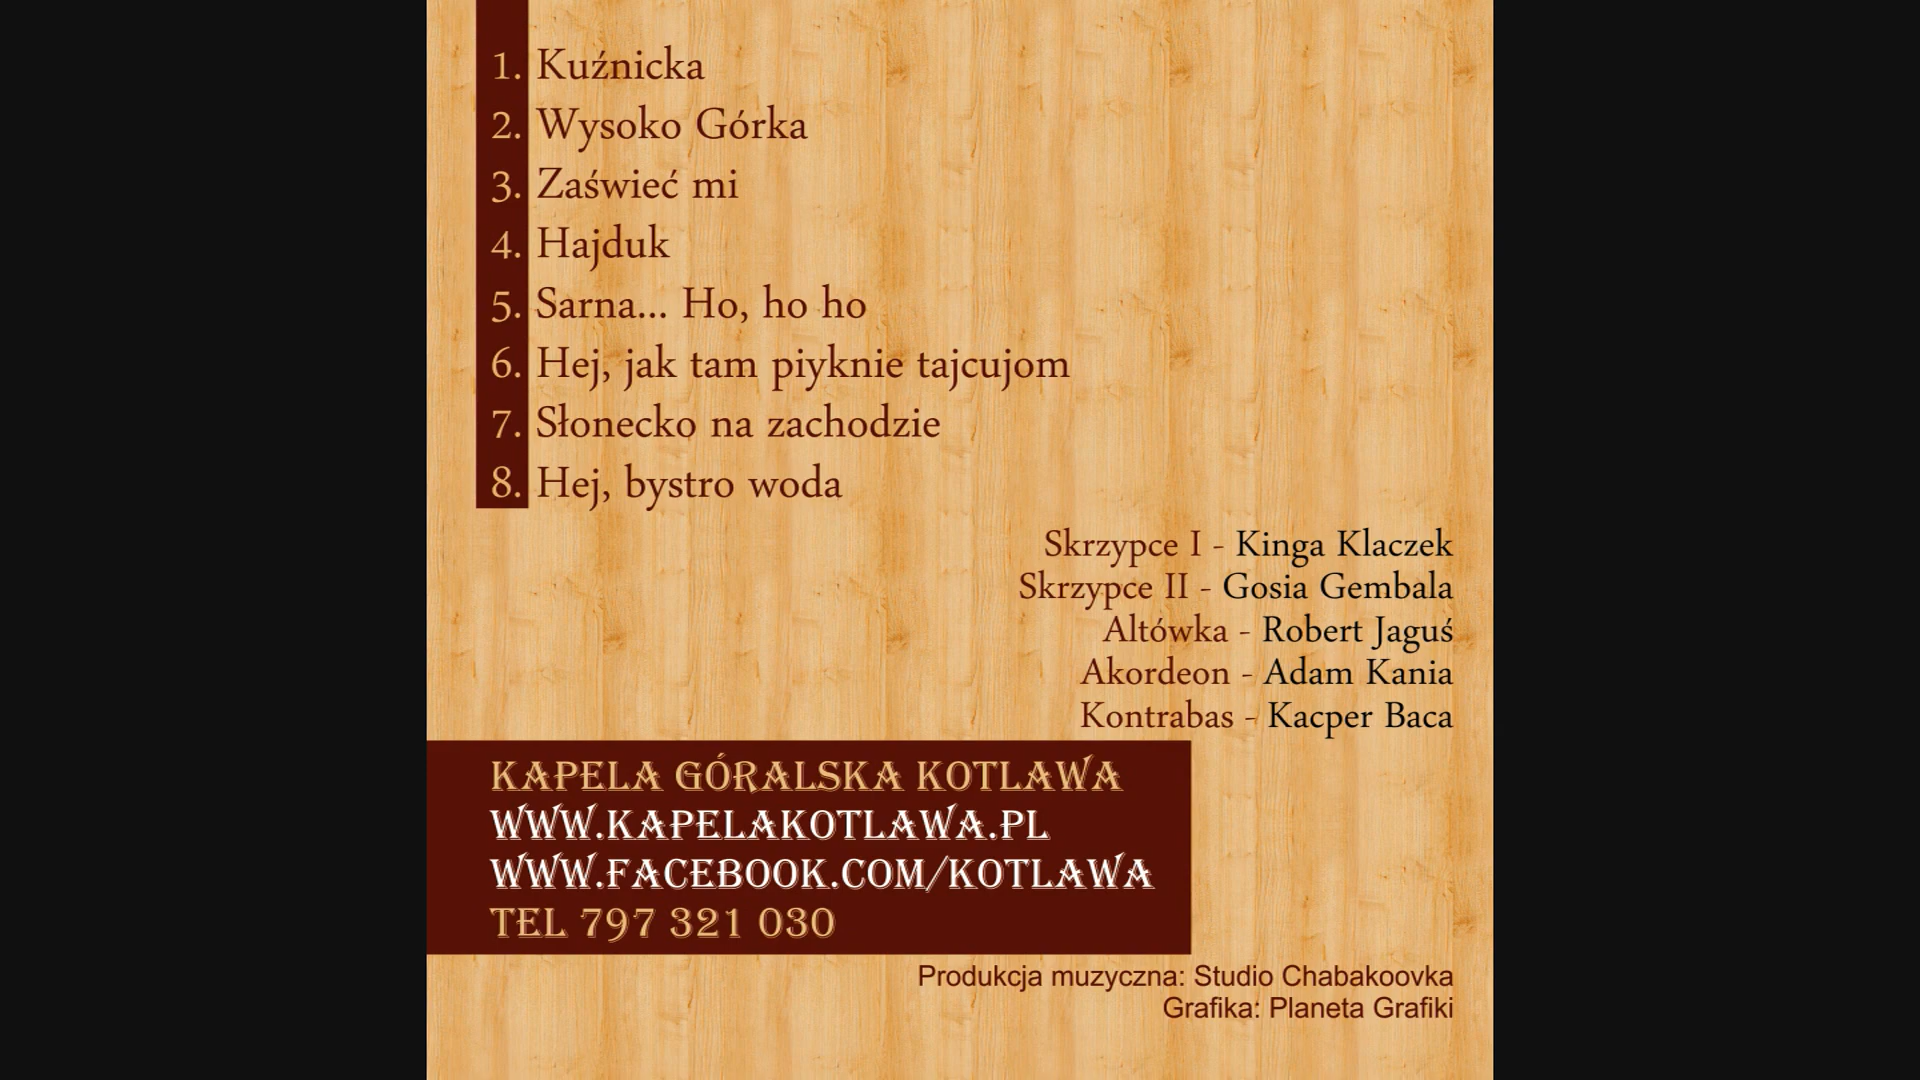 1. Kuźnicka
2. Wysoko Górka
3. Zaświeć mi
4. Hajduk
5. Sarna... Ho, ho ho
6. Hej, jak tam piyknie tajcujom
7. Słonecko na zachodzie
8. Hej, bystro woda
Skrzypce I - Kinga Klaczek
Skrzypce II - Gosia Gembala
Altówka - Robert Jaguś
Akordeon - Adam Kania
Kontrabas - Kacper Baca
KAPELA GÓRALSKA KOTLAWA
WWW.KAPELAKOTLAWA.PL
WWW.FACEBOOK.COM/KOTLAWA
TEL 797 321 030
Produkcja muzyczna: Studio Chabakoovka
Grafika: Planeta Grafiki